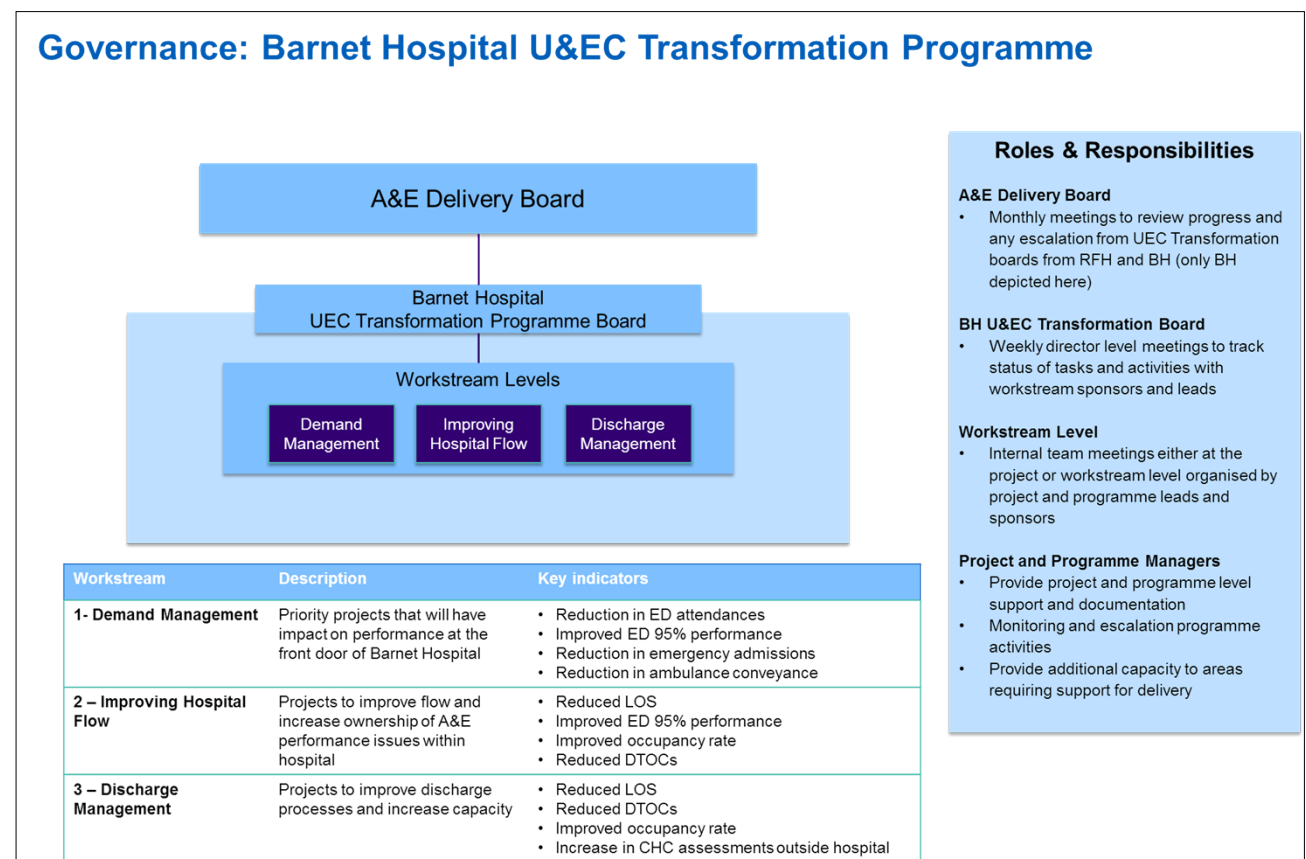 Governance: Barnet Hospital U&EC Transformation Programme
A&E Delivery Board
Barnet Hospital
UEC Transformation Programme Board
Workstream Levels
Demand
Management
Improving
Hospital Flow
Discharge
Management
Roles & Responsibilities
A&E Delivery Board
• Monthly meetings to review progress and
any escalation from UEC Transformation
boards from RFH and BH (only BH
depicted here)
BH U&EC Transformation Board
• Weekly director level meetings to track
status of tasks and activities with
workstream sponsors and leads
Workstream Level
• Internal team meetings either at the
project or workstream level organised by
project and programme leads and
sponsors
Project and Programme Managers
• Provide project and programme level
support and documentation
• Monitoring and escalation programme
activities
• Provide additional capacity to areas
requiring support for delivery
Workstream Description Key indicators
1- Demand Management
Priority projects that will have
impact on performance at the
front door of Barnet Hospital
• Reduction in ED attendances
• Improved ED 95% performance
• Reduction in emergency admissions
• Reduction in ambulance conveyance
2 – Improving Hospital
Flow
Projects to improve flow and
increase ownership of A&E
performance issues within
hospital
• Reduced LOS
• Improved ED 95% performance
• Improved occupancy rate
• Reduced DTOCs
3 – Discharge
Management
Projects to improve discharge
processes and increase capacity
• Reduced LOS
• Reduced DTOCs
• Improved occupancy rate
• Increase in CHC assessments outside hospital